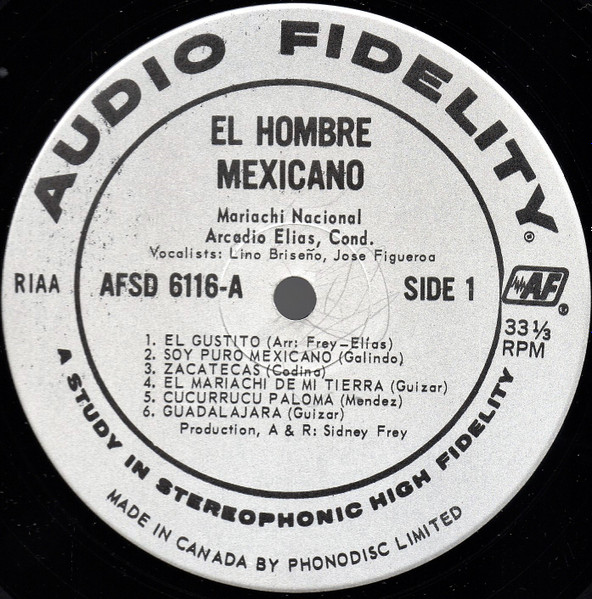 AUDIO FIDELITY®
EL HOMBRE
MEXICANO
Mariachi Nacional
Arcadio Elias, Cond.
Vocalists: Lino Briseño, Jose Figueroa
RIAA
AFSD 6116-A
SIDE 1
AF®
33 1/3
RPM
1. EL GUSTITO (Arr: Frey-Elfas)
2. SOY PURO MEXICANO (Galindo)
3. ZACATECAS (Codina)
4. EL MARIACHI DE MI TIERRA (Guizar)
5. CUCURRUCU PALOMA (Mendez)
6. GUADALAJARA (Guizar)
Production, A & R: Sidney Frey
A STUDY IN STEREOPHONIC HIGH FIDELITY
MADE IN CANADA BY PHONODISC LIMITED